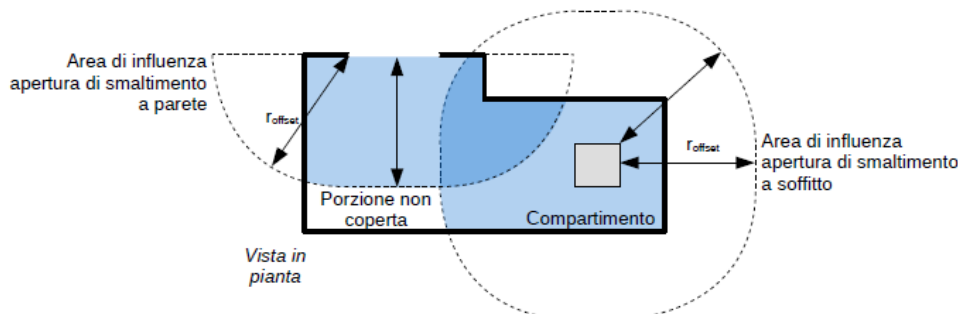 Area di influenza
apertura di smaltimento
a parete
roffset
Porzione non
coperta
Vista in
pianta
Compartimento
roffset
Area di influenza
apertura di smaltimento
a soffitto